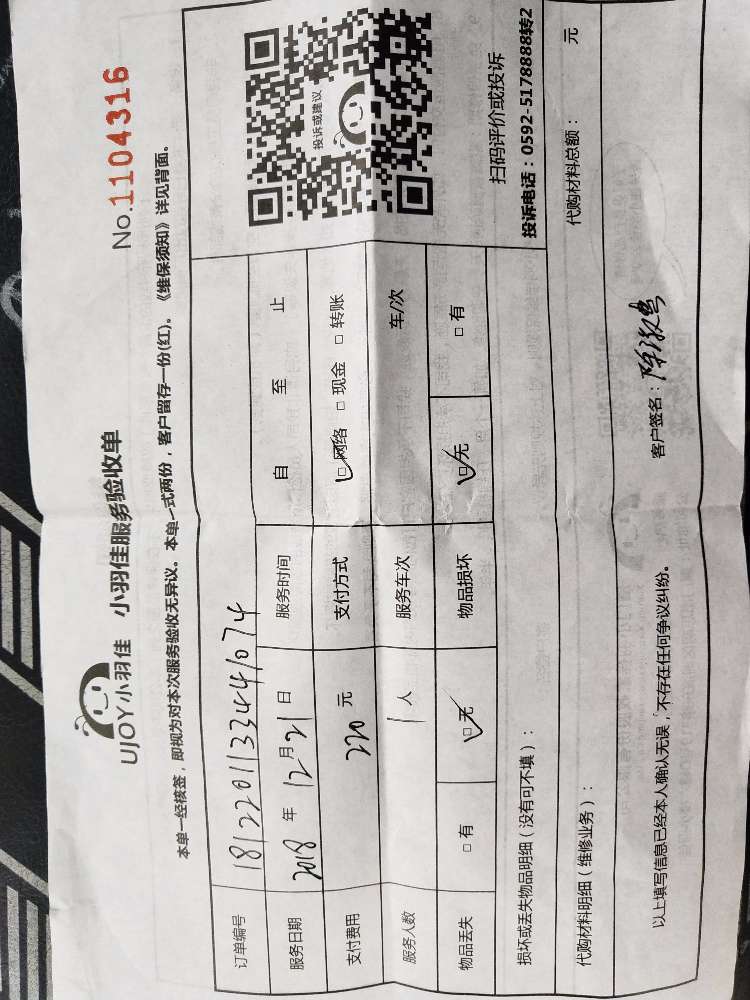 UJOY小羽佳 小羽佳服务验收单
No.1104316
本单一经核签，即视为对本次服务验收无异议。本单一式两份，客户留存一份(红)。《维保须知》详见背面。
订单编号 1812201133441074
服务日期 2018 年 12 月 21 日 服务时间 自 至 止
支付费用 220 元 支付方式 □网络 □现金 □转账
服务人数 1 人 服务车次 车/次
物品丢失 □有 □无 物品损坏 □无 □有
投诉或建议
扫码评价或投诉
投诉电话：0592-5178888转2
损坏或丢失物品明细（没有可不填）：
代购材料明细（维修业务）： 代购材料总额： 元
以上填写信息已经本人确认无误，不存在任何争议纠纷。 客户签名：